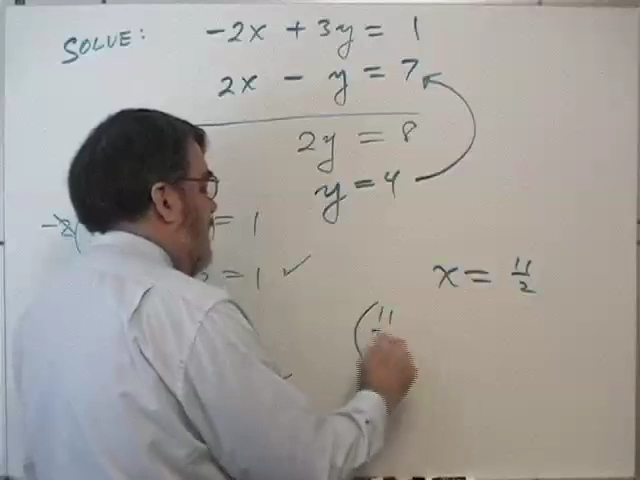 SOLVE: -2x + 3y = 1
2x - y = 7
2y = 8
y = 4
= 1
= 1 ✓
x = 11/2
(11